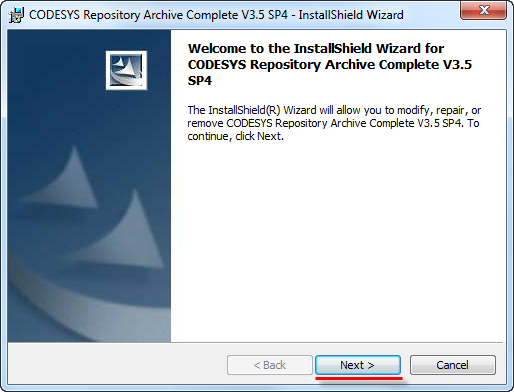 CODESYS Repository Archive Complete V3.5 SP4 - InstallShield Wizard
Welcome to the InstallShield Wizard for
CODESYS Repository Archive Complete V3.5
SP4
The InstallShield(R) Wizard will allow you to modify, repair, or
remove CODESYS Repository Archive Complete V3.5 SP4. To
continue, click Next.
< Back
Next >
Cancel